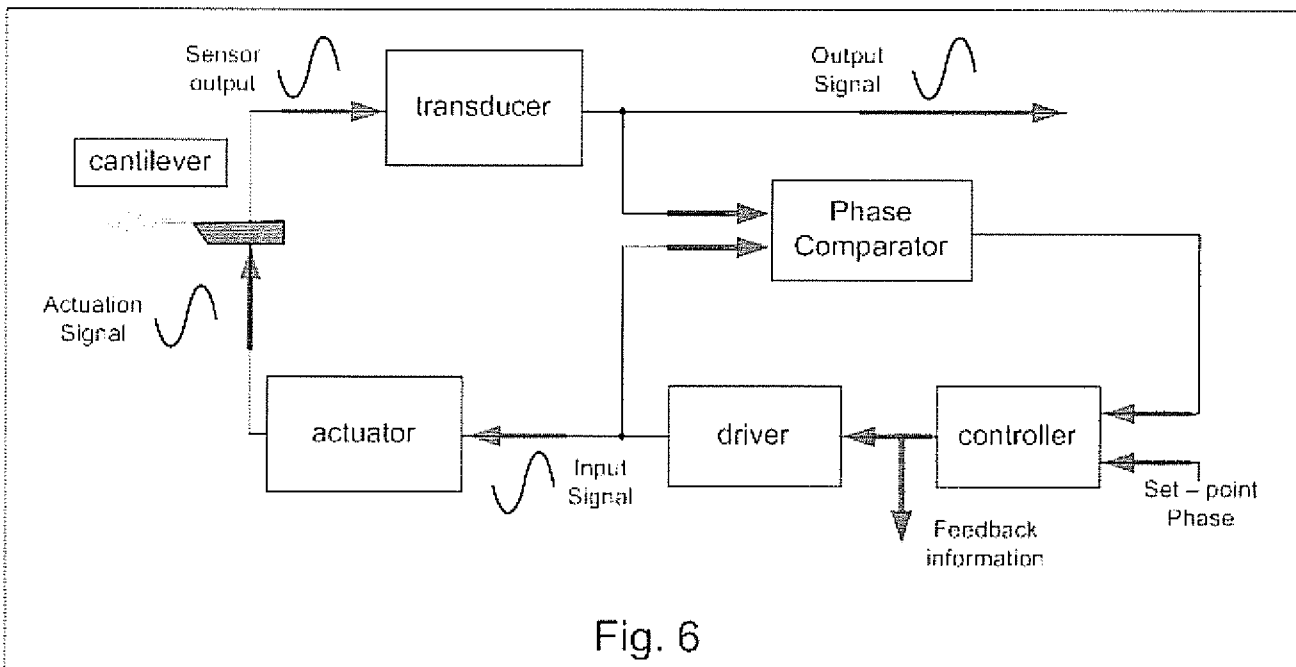 Sensor
output
transducer
Output
Signal
cantilever
Phase
Comparator
Actuation
Signal
actuator
Input
Signal
driver
controller
Set – point
Phase
Feedback
information
Fig. 6